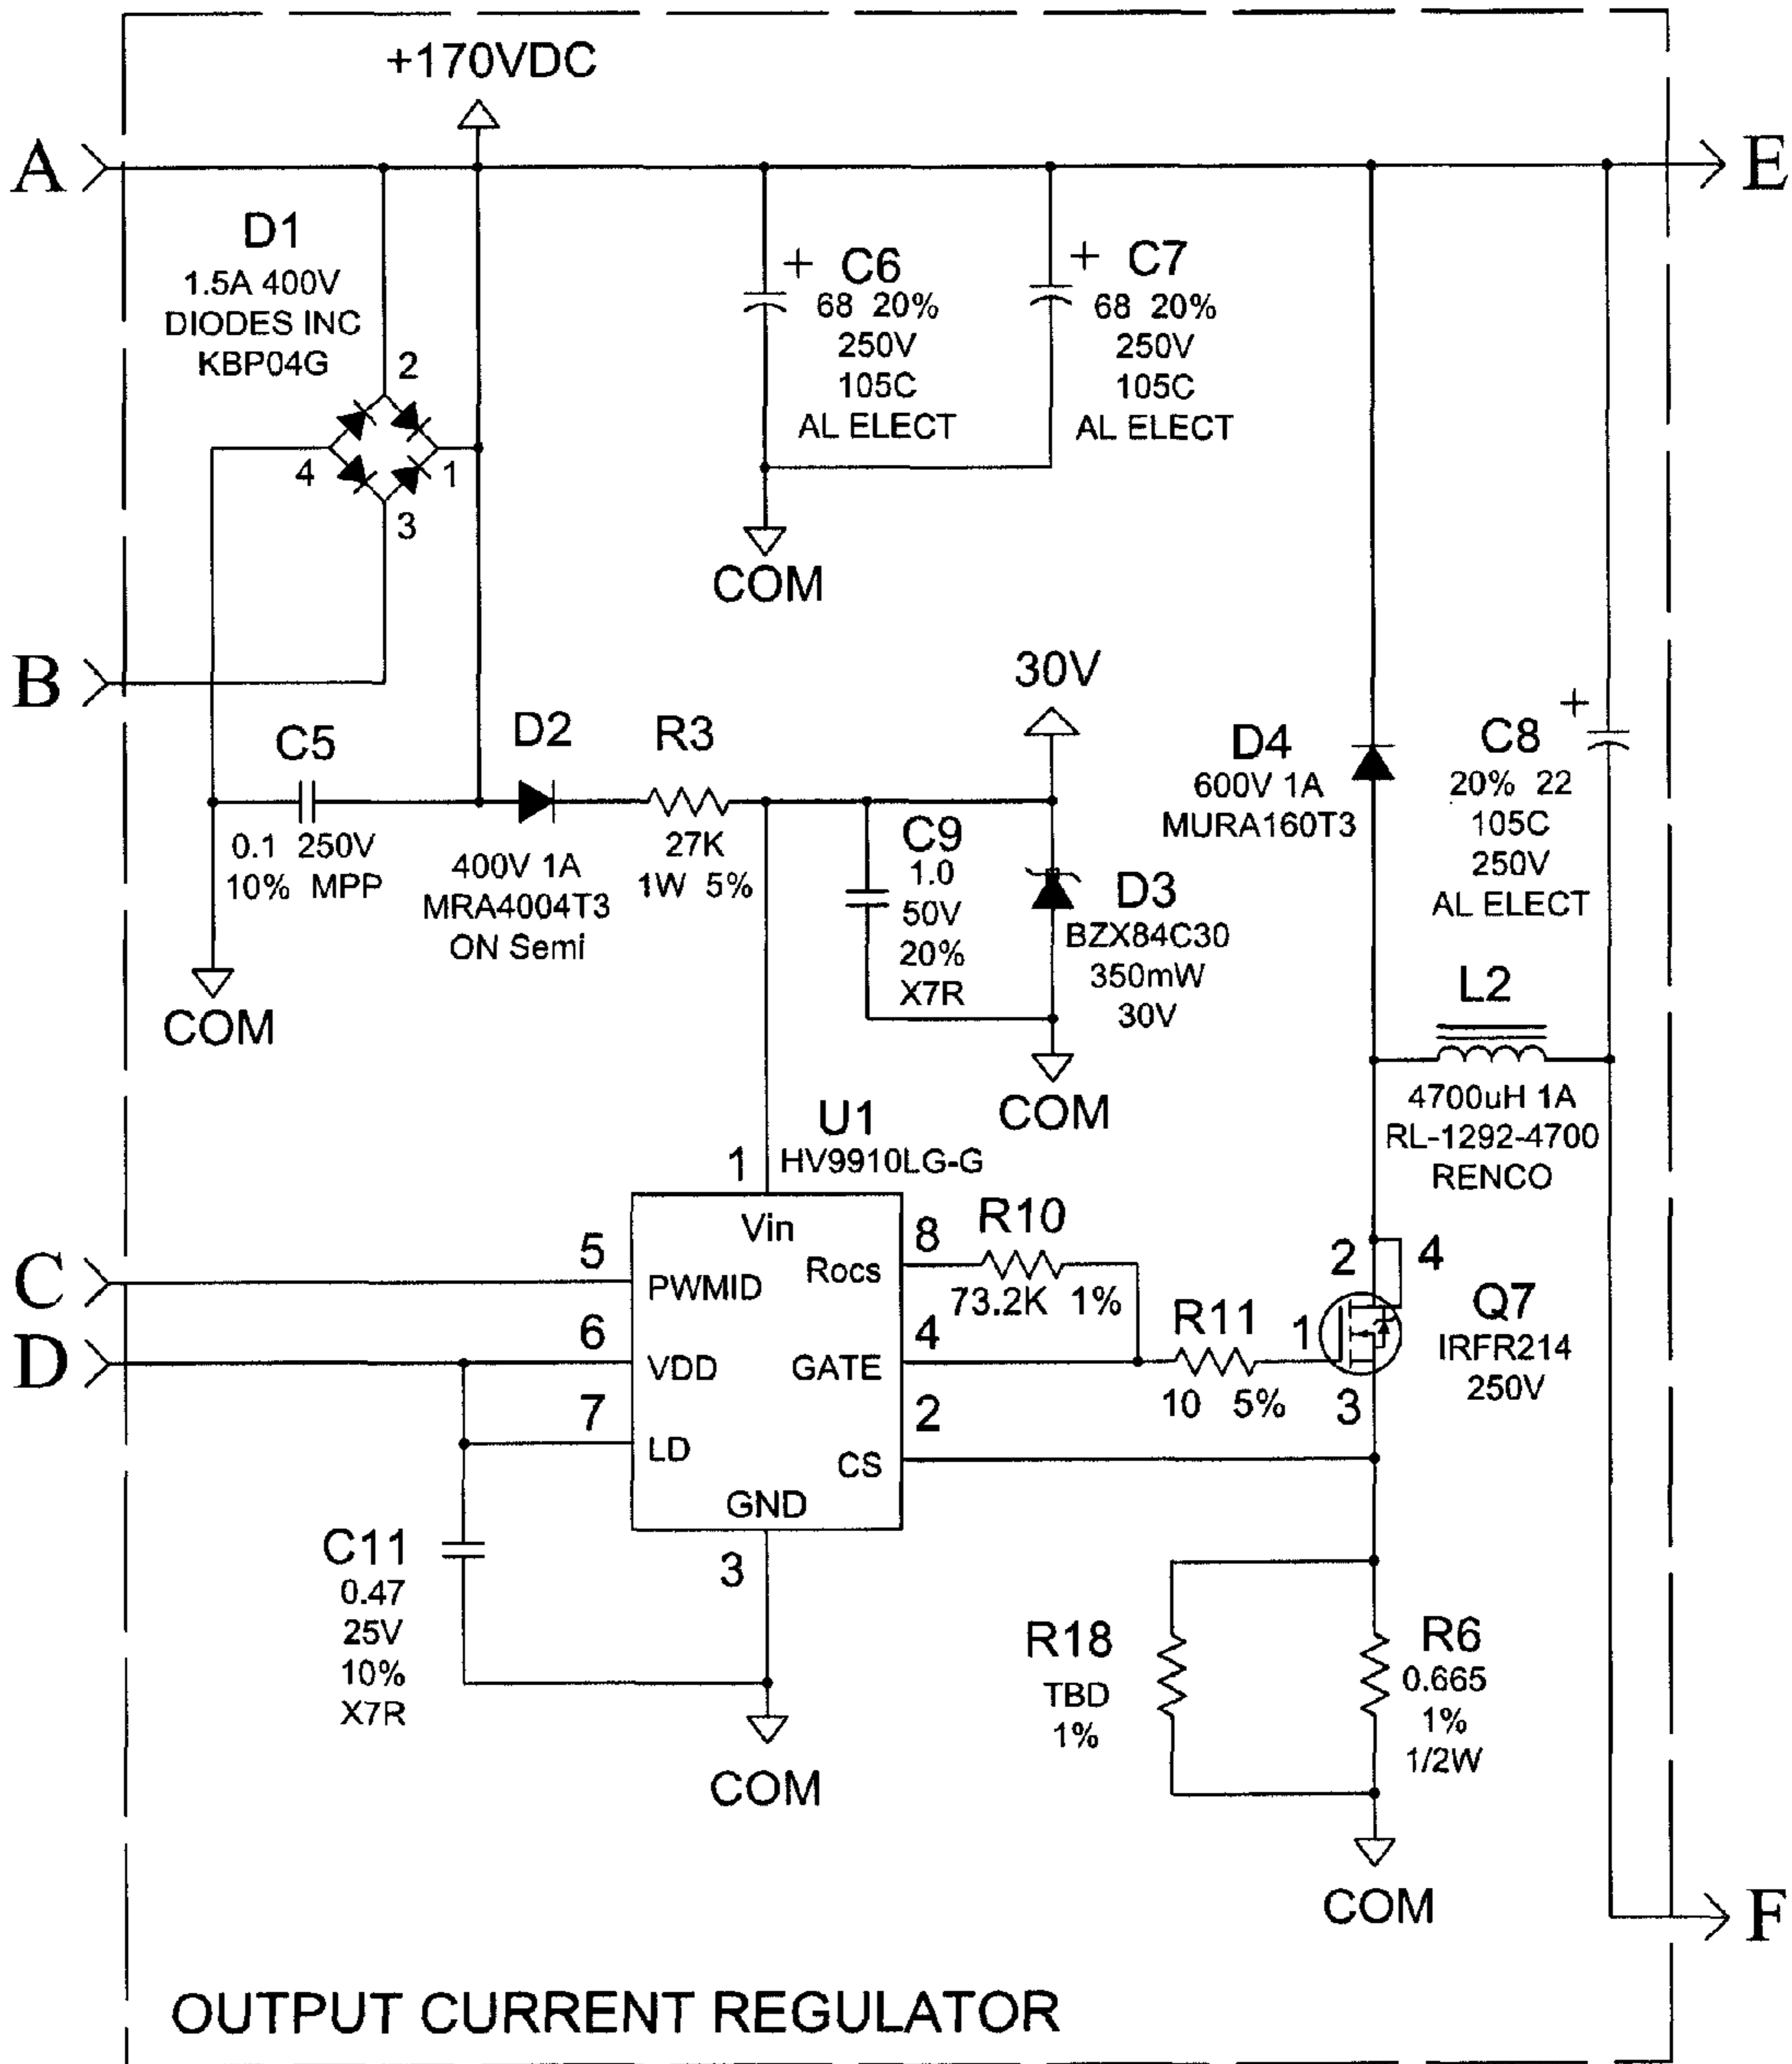 +170VDC
A
E
D1
1.5A 400V
DIODES INC
KBP04G
2
4
1
3
+ C6
68 20%
250V
105C
AL ELECT
+ C7
68 20%
250V
105C
AL ELECT
COM
B
C5
0.1 250V
10% MPP
COM
D2
400V 1A
MRA4004T3
ON Semi
R3
27K
1W 5%
30V
C9
1.0
50V
20%
X7R
D3
BZX84C30
350mW
30V
COM
D4
600V 1A
MURA160T3
+
C8
20% 22
105C
250V
AL ELECT
L2
4700uH 1A
RL-1292-4700
RENCO
U1
HV9910LG-G
1
Vin
C
5
PWMID
8
Rocs
R10
73.2K 1%
D
6
VDD
4
GATE
R11
10 5%
7
LD
2
CS
GND
3
2
4
1
3
Q7
IRFR214
250V
C11
0.47
25V
10%
X7R
COM
R18
TBD
1%
R6
0.665
1%
1/2W
COM
F
OUTPUT CURRENT REGULATOR